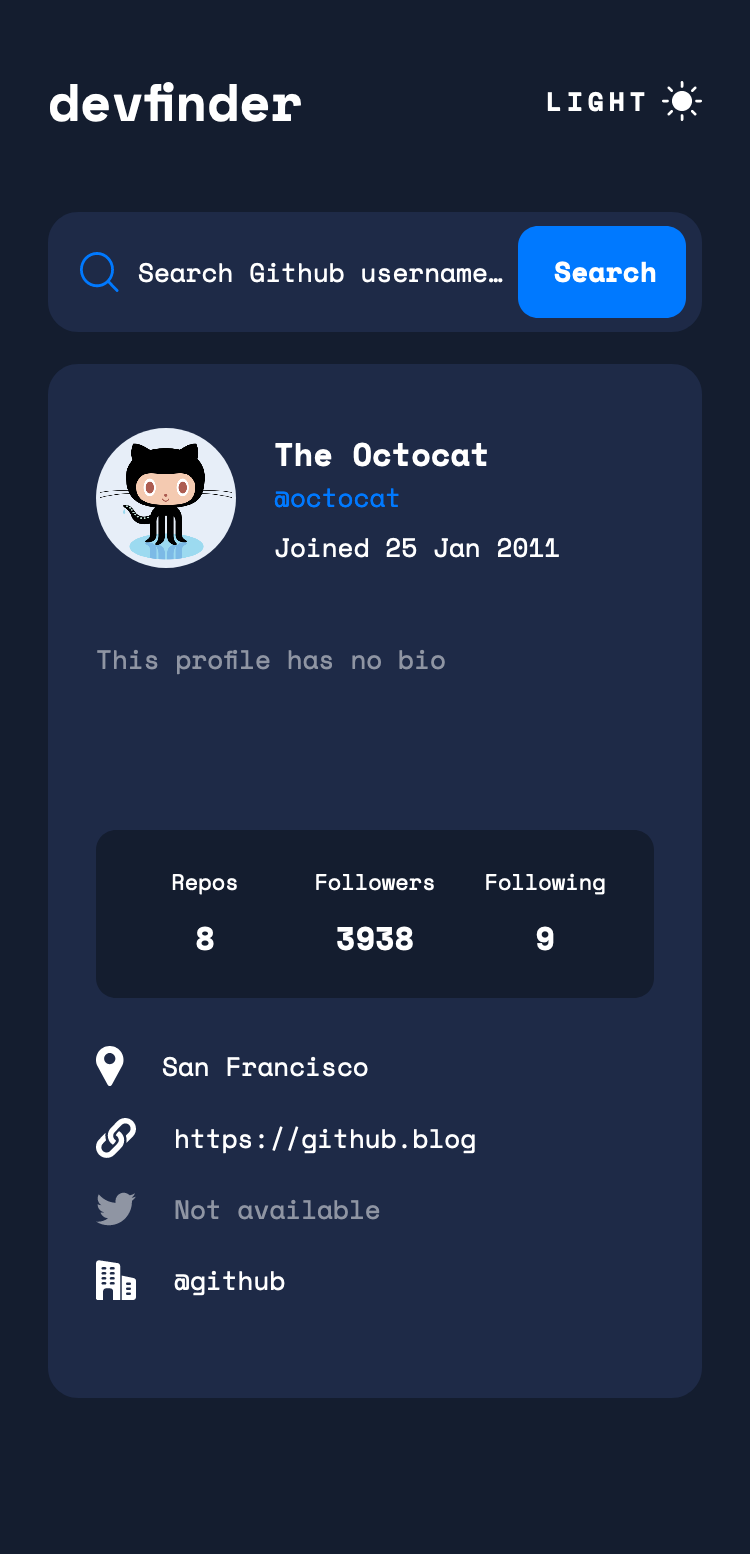 devfinder
LIGHT
Search Github username…
Search
The Octocat
@octocat
Joined 25 Jan 2011
This profile has no bio
Repos Followers Following
8 3938 9
San Francisco
https://github.blog
Not available
@github